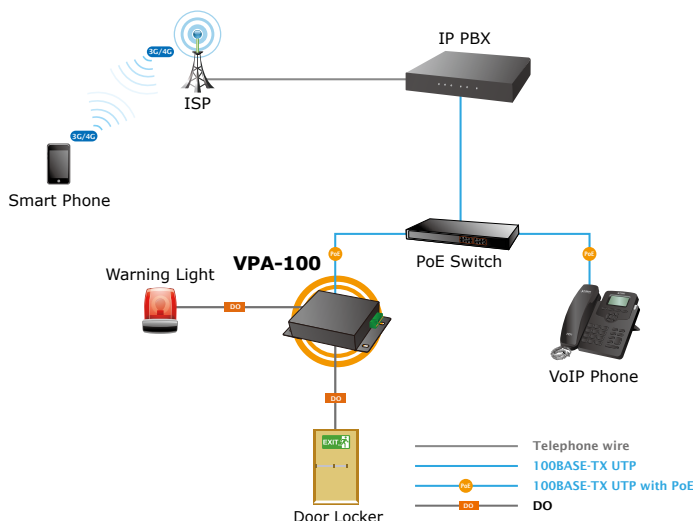 3G/4G
IP PBX
ISP
3G/4G
Smart Phone
PoE
PoE
VPA-100
PoE Switch
Warning Light
DO
VoIP Phone
DO
EXIT
Telephone wire
100BASE-TX UTP
PoE
100BASE-TX UTP with PoE
DO
DO
Door Locker